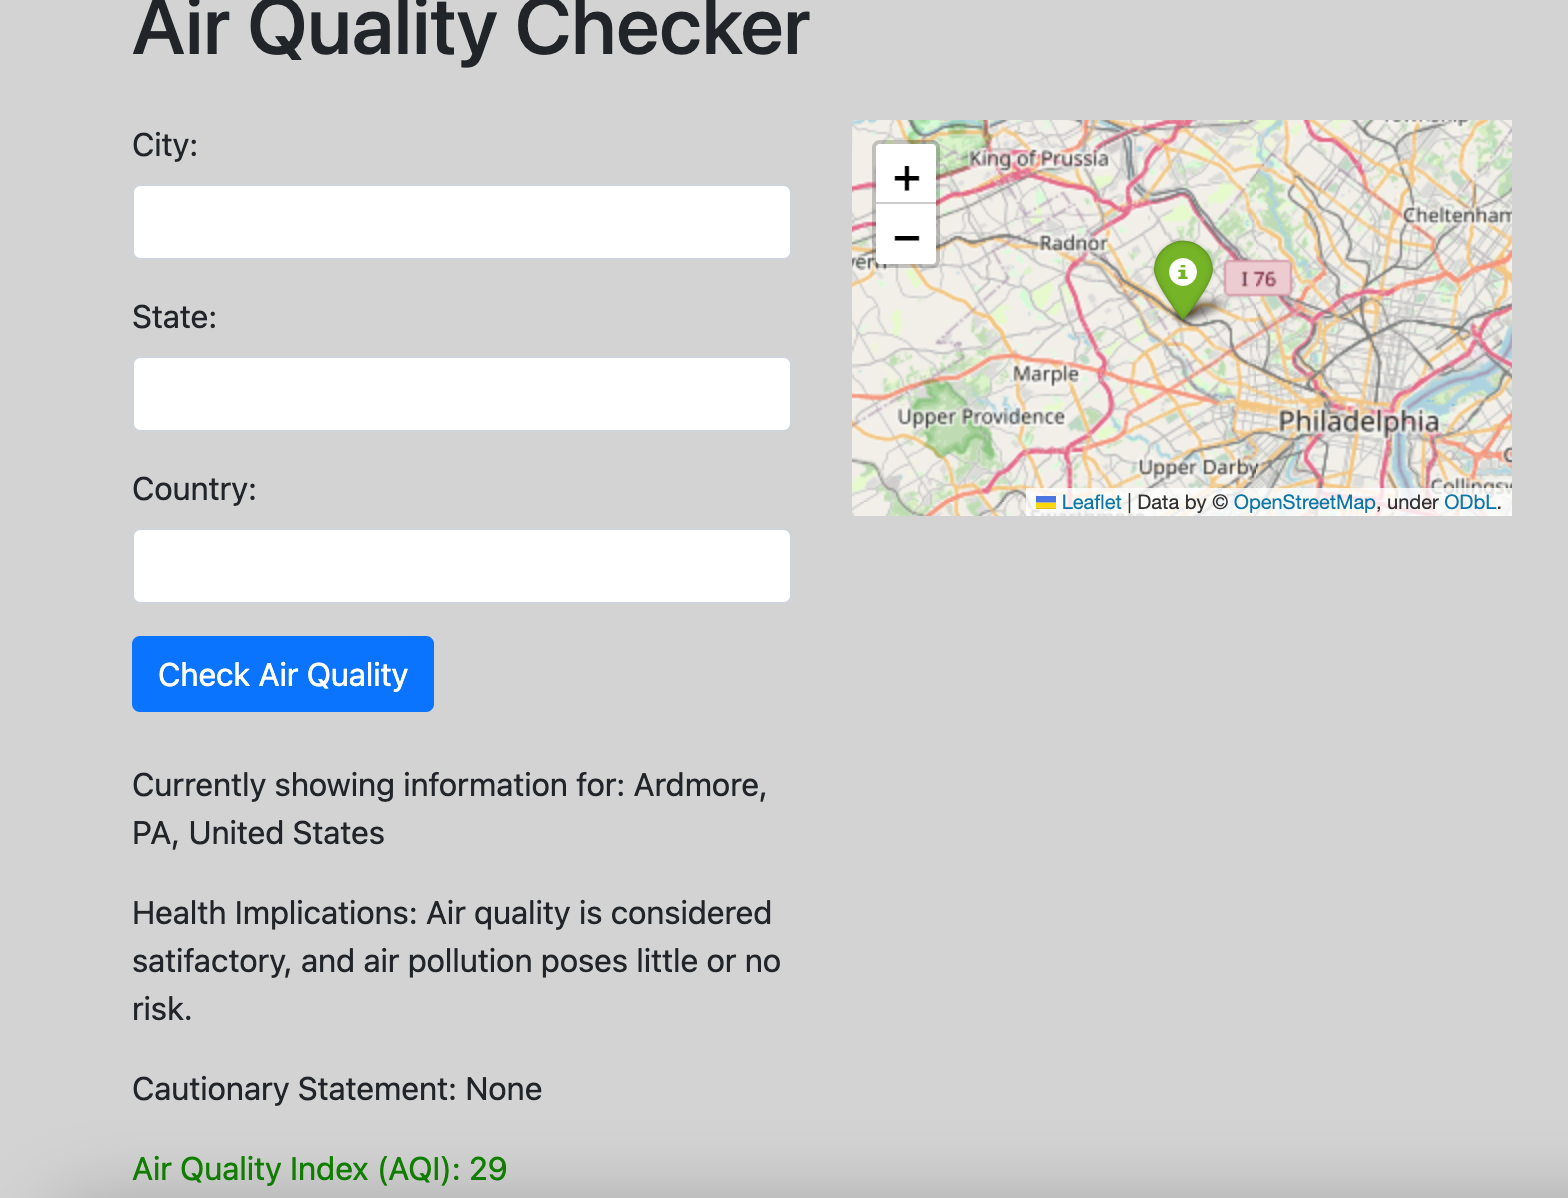 Air Quality Checker
City:
State:
Country:
Check Air Quality
Currently showing information for: Ardmore,
PA, United States
Health Implications: Air quality is considered
satifactory, and air pollution poses little or no
risk.
Cautionary Statement: None
Air Quality Index (AQI): 29
+
−
King of Prussia
Cheltenham
Radnor
I 76
Marple
Upper Providence
Philadelphia
Upper Darby
Leaflet | Data by © OpenStreetMap, under ODbL.